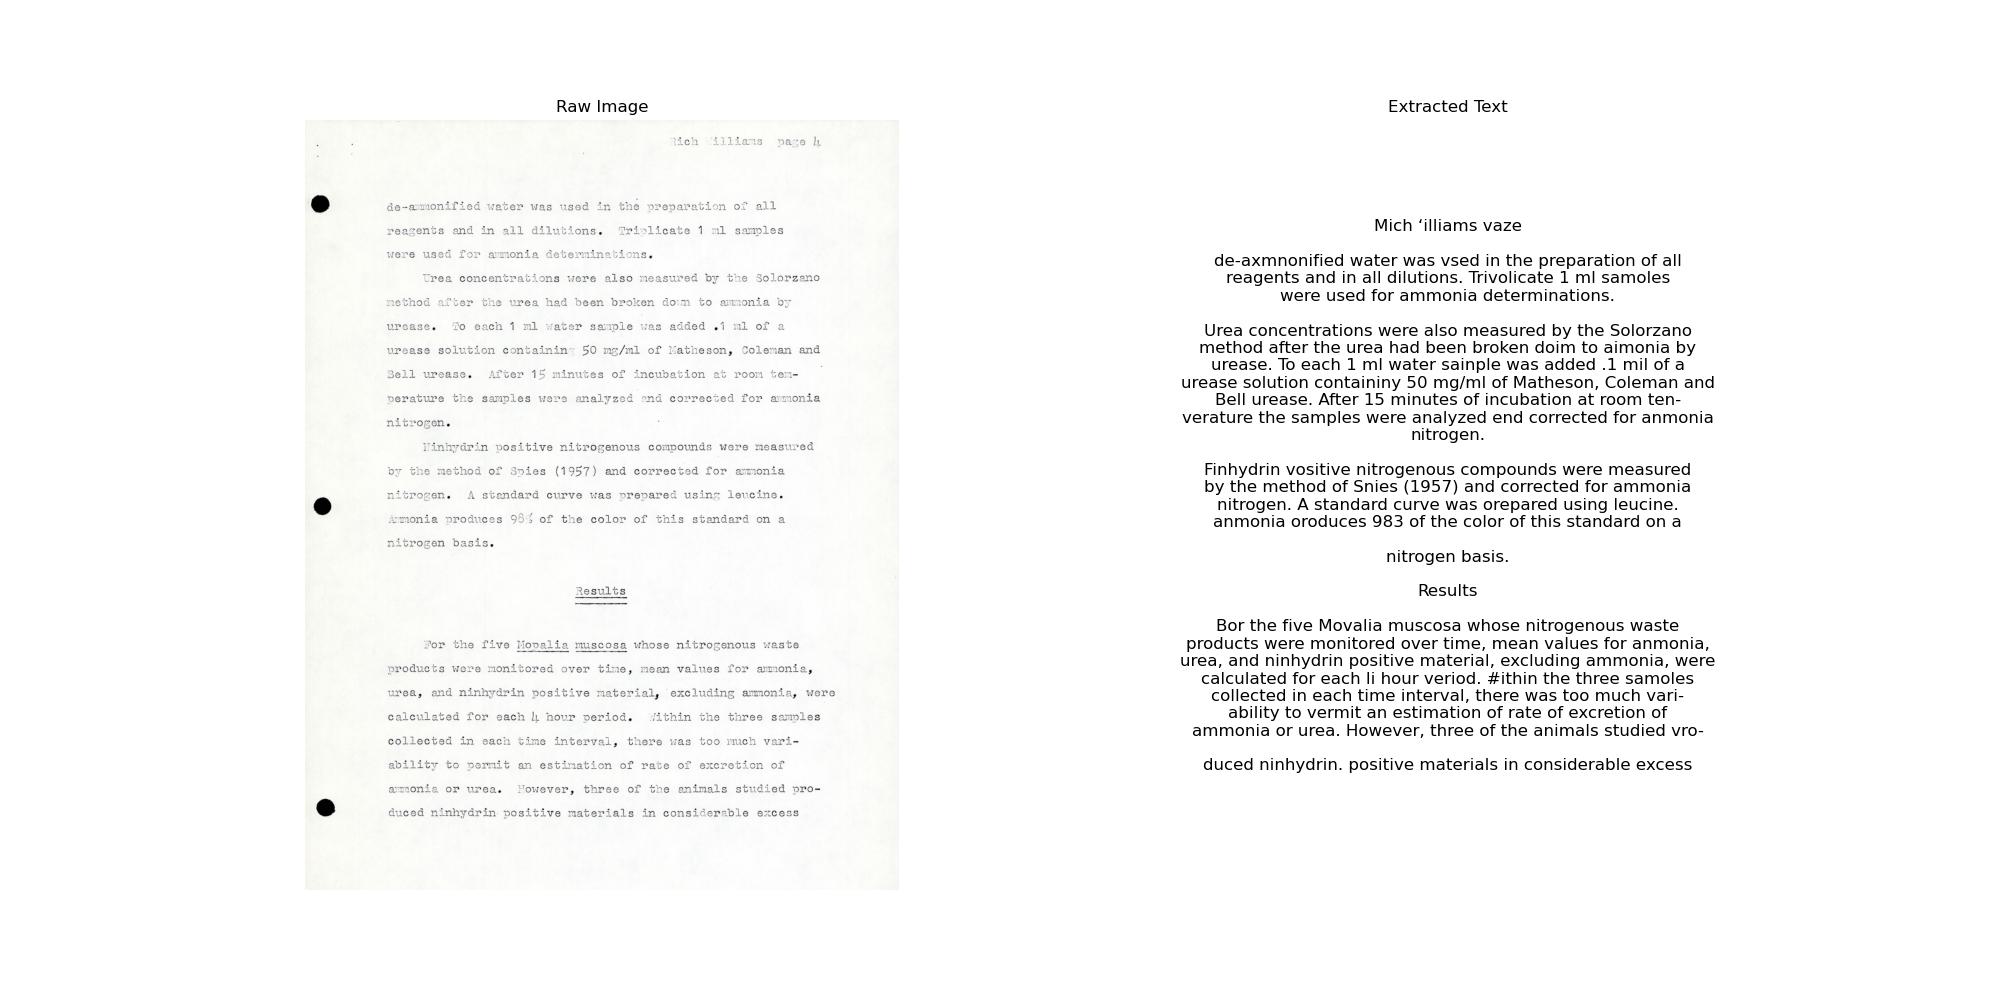 Raw Image
Rich Williams page 4
de-ammonified water was used in the preparation of all
reagents and in all dilutions. Triplicate 1 ml samples
were used for ammonia determinations.
Urea concentrations were also measured by the Solorzano
method after the urea had been broken down to ammonia by
urease. To each 1 ml water sample was added .1 ml of a
urease solution containing 50 mg/ml of Matheson, Coleman and
Bell urease. After 15 minutes of incubation at room tem-
perature the samples were analyzed and corrected for ammonia
nitrogen.
Ninhydrin positive nitrogenous compounds were measured
by the method of Spies (1957) and corrected for ammonia
nitrogen. A standard curve was prepared using leucine.
Ammonia produces 98% of the color of this standard on a
nitrogen basis.
Results
For the five Mopalia muscosa whose nitrogenous waste
products were monitored over time, mean values for ammonia,
urea, and ninhydrin positive material, excluding ammonia, were
calculated for each 4 hour period. Within the three samples
collected in each time interval, there was too much vari-
ability to permit an estimation of rate of excretion of
ammonia or urea. However, three of the animals studied pro-
duced ninhydrin positive materials in considerable excess
Extracted Text
Mich ‘illiams vaze
de-axmnonified water was vsed in the preparation of all
reagents and in all dilutions. Trivolicate 1 ml samoles
were used for ammonia determinations.
Urea concentrations were also measured by the Solorzano
method after the urea had been broken doim to aimonia by
urease. To each 1 ml water sainple was added .1 mil of a
urease solution containiny 50 mg/ml of Matheson, Coleman and
Bell urease. After 15 minutes of incubation at room ten-
verature the samples were analyzed end corrected for anmonia
nitrogen.
Finhydrin vositive nitrogenous compounds were measured
by the method of Snies (1957) and corrected for ammonia
nitrogen. A standard curve was orepared using leucine.
anmonia oroduces 983 of the color of this standard on a
nitrogen basis.
Results
Bor the five Movalia muscosa whose nitrogenous waste
products were monitored over time, mean values for anmonia,
urea, and ninhydrin positive material, excluding ammonia, were
calculated for each li hour veriod. #ithin the three samoles
collected in each time interval, there was too much vari-
ability to vermit an estimation of rate of excretion of
ammonia or urea. However, three of the animals studied vro-
duced ninhydrin. positive materials in considerable excess